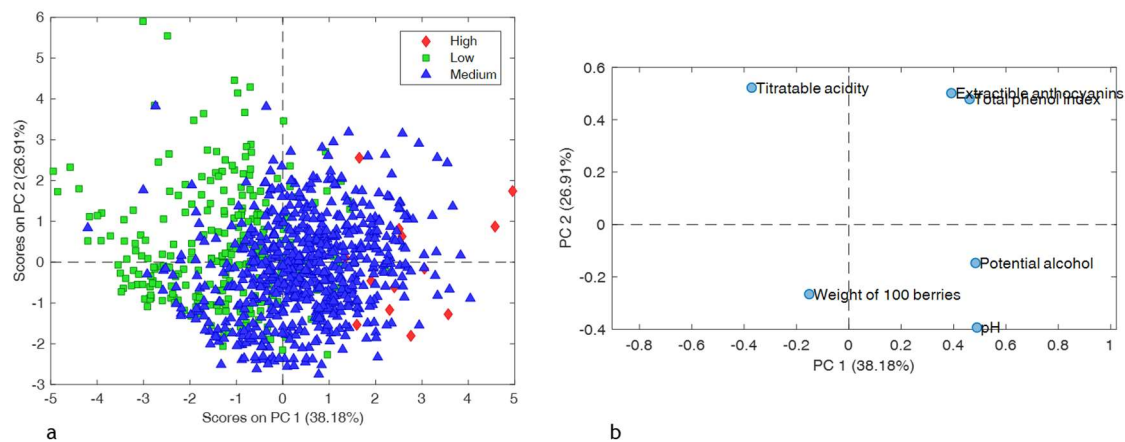 6
5
4
3
2
1
0
-1
-2
-3
-5 -4 -3 -2 -1 0 1 2 3 4 5
Scores on PC 2 (26.91%)
Scores on PC 1 (38.18%)
High
Low
Medium
a
0.6
0.4
0.2
0
-0.2
-0.4
-0.8 -0.6 -0.4 -0.2 0 0.2 0.4 0.6 0.8 1
PC 2 (26.91%)
PC 1 (38.18%)
Titratable acidity
Extractible anthocyanins
Total phenol index
Potential alcohol
Weight of 100 berries
pH
b